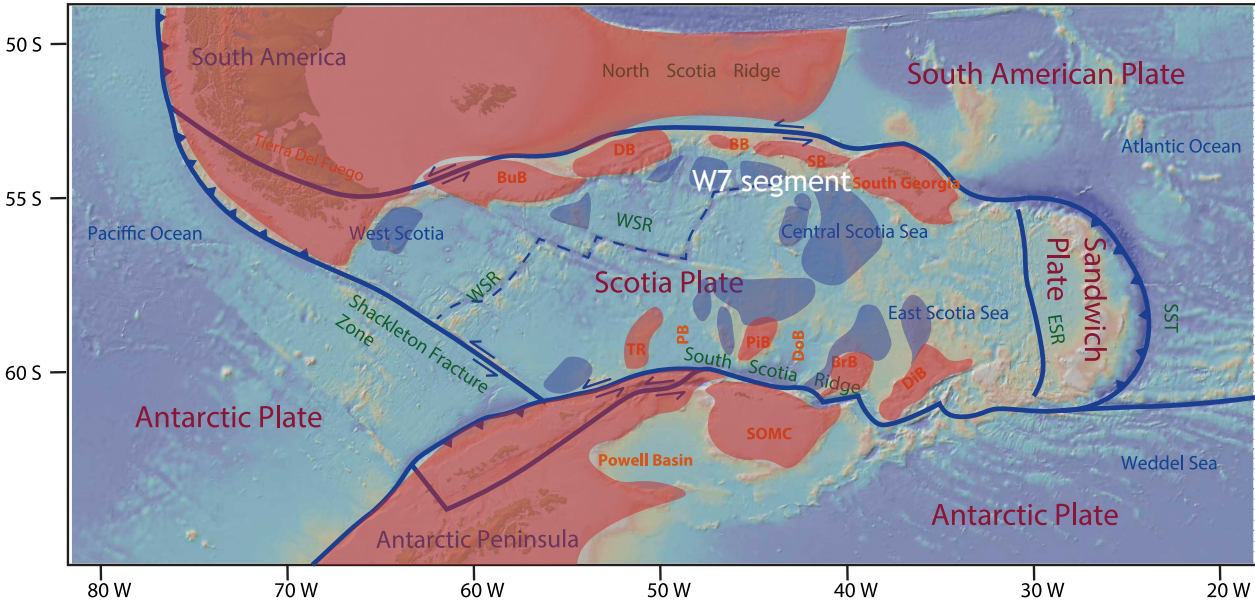 50 S
55 S
60 S
South America
North Scotia Ridge
South American Plate
Atlantic Ocean
Tierra Del Fuego
DB
BB
SR
BuB
W7 segment
South Georgia
Paciffic Ocean
West Scotia
WSR
Central Scotia Sea
WSR
Scotia Plate
Sandwich
Plate
ESR
SST
Shackleton Fracture
Zone
East Scotia Sea
TR
PB
PiB
DoB
BrB
DiB
South Scotia Ridge
Antarctic Plate
SOMC
Powell Basin
Weddel Sea
Antarctic Peninsula
Antarctic Plate
80 W
70 W
60 W
50 W
40 W
30 W
20 W